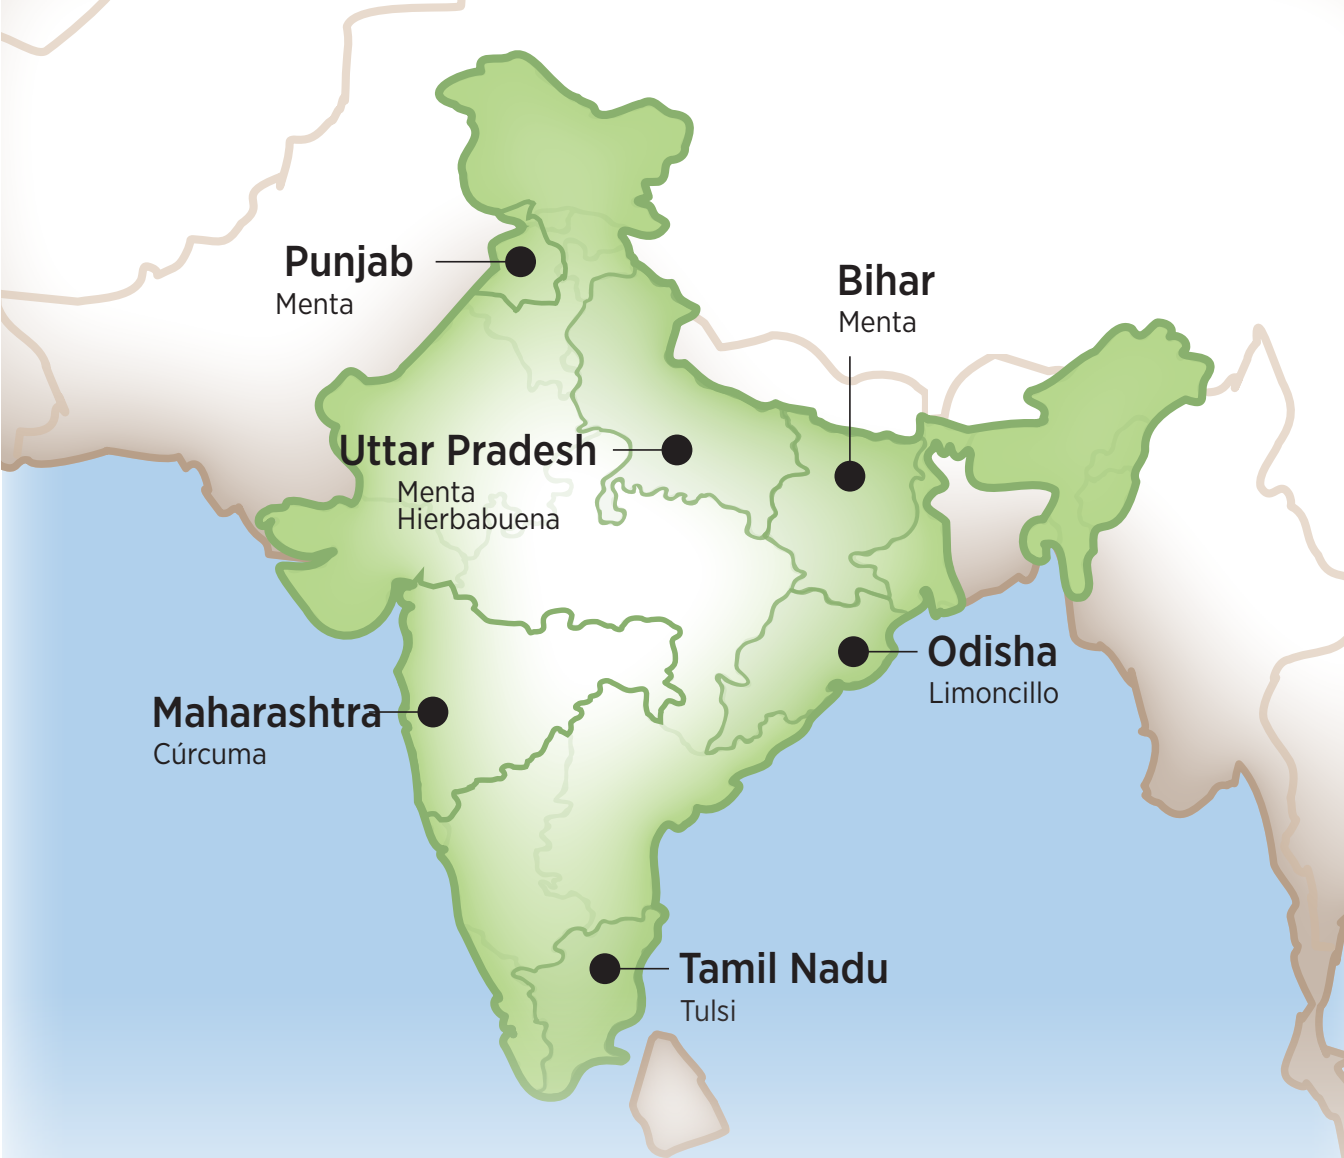 Punjab
Menta
Bihar
Menta
Uttar Pradesh
Menta
Hierbabuena
Odisha
Limoncillo
Maharashtra
Cúrcuma
Tamil Nadu
Tulsi